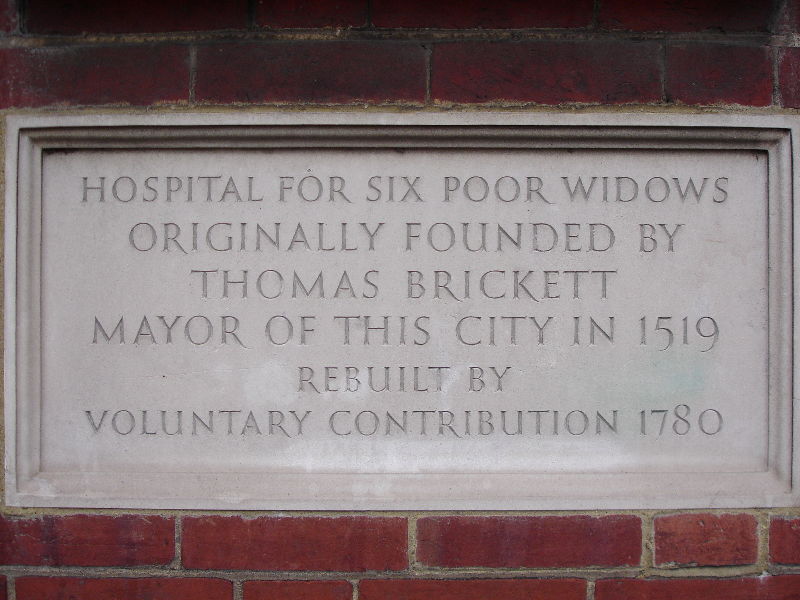 HOSPITAL FOR SIX POOR WIDOWS
ORIGINALLY FOUNDED BY
THOMAS BRICKETT
MAYOR OF THIS CITY IN 1519
REBUILT BY
VOLUNTARY CONTRIBUTION 1780